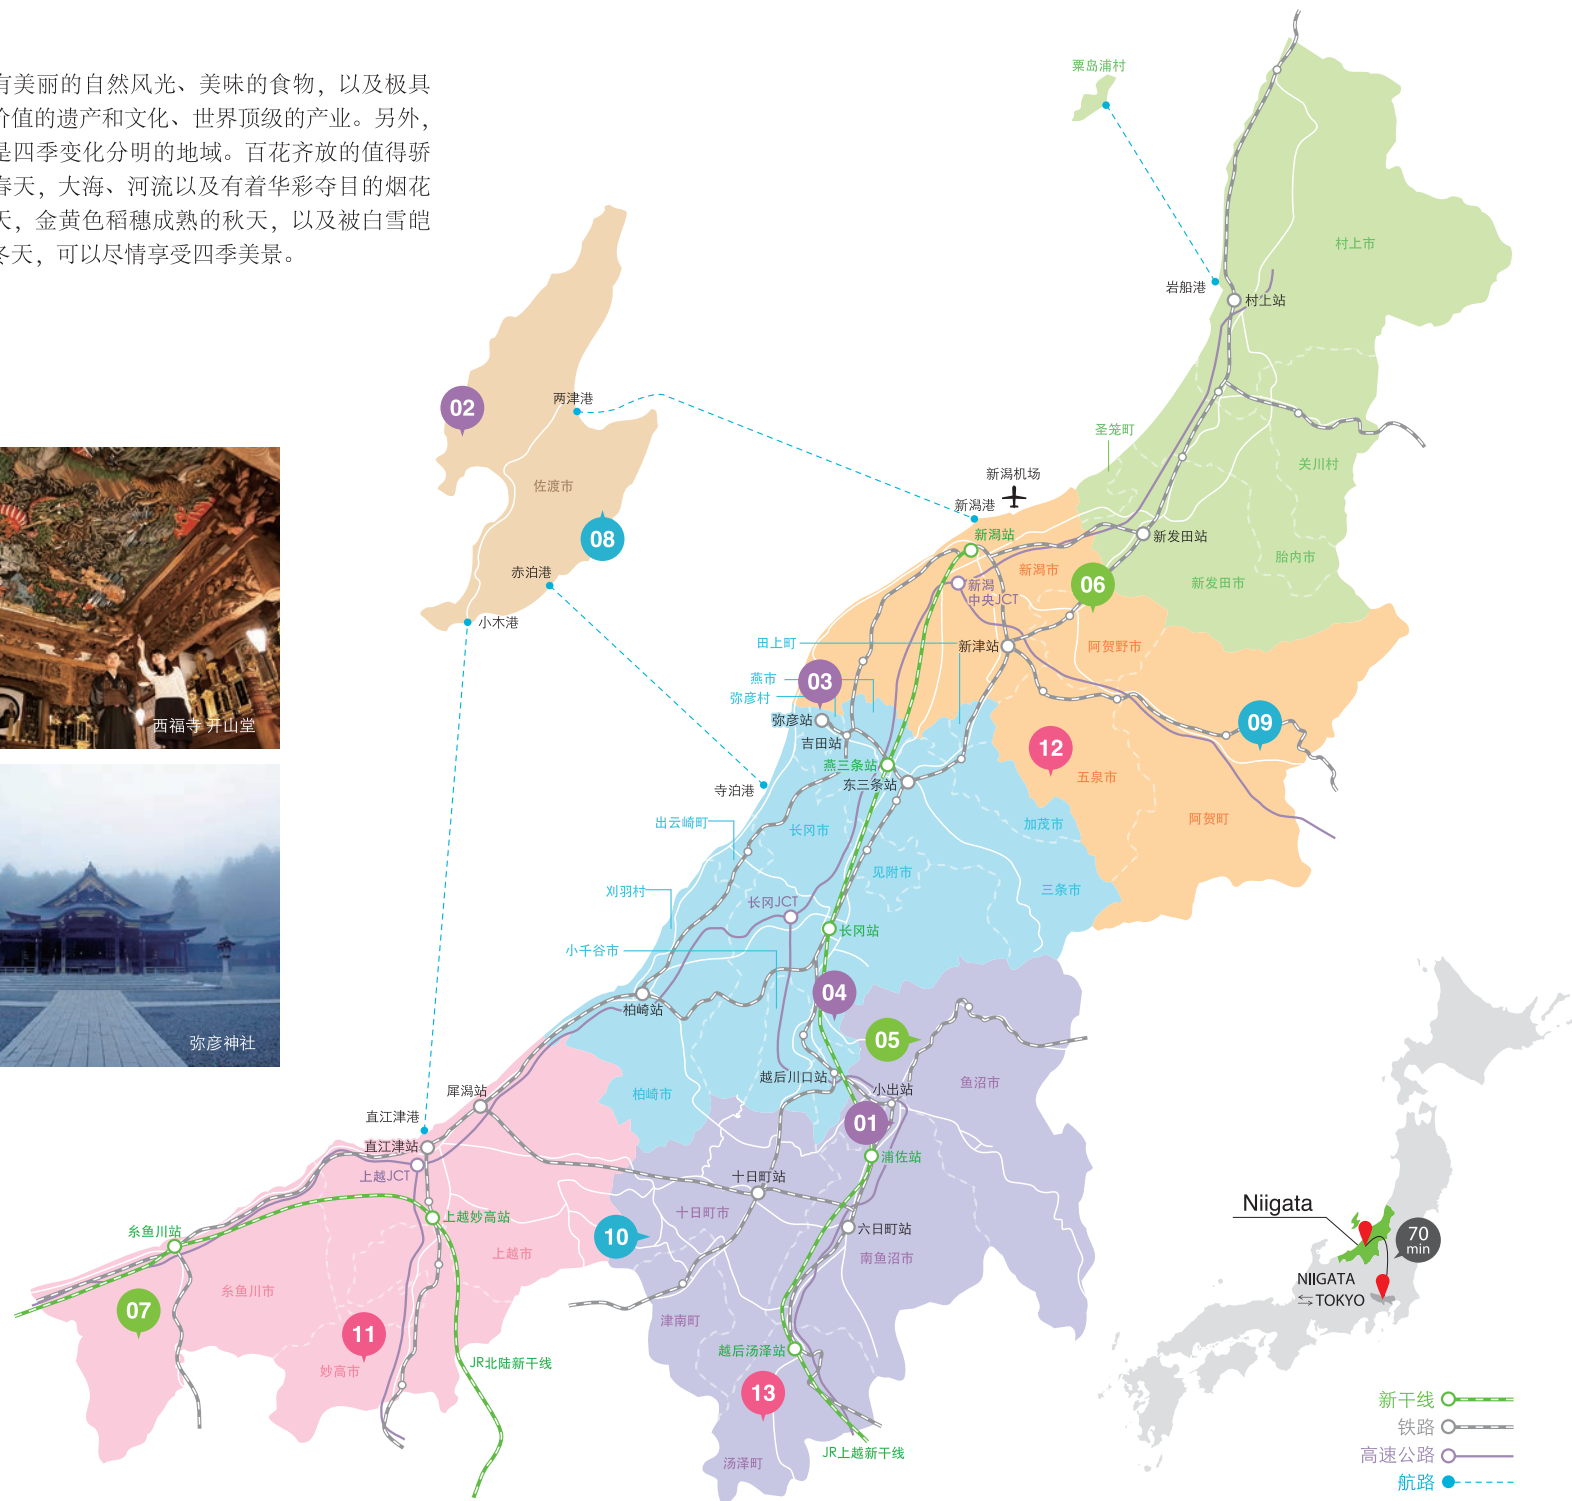 有美丽的自然风光、美味的食物，以及极具
价值的遗产和文化、世界顶级的产业。另外，
是四季变化分明的地域。百花齐放的值得骄
春天，大海、河流以及有着华彩夺目的烟花
天，金黄色稻穗成熟的秋天，以及被白雪皑
冬天，可以尽情享受四季美景。
粟岛浦村
村上市
岩船港
村上站
02
两津港
圣笼町
关川村
新潟机场
佐渡市
新潟港
08
新潟站
新发田站
胎内市
赤泊港
新潟市
06
新发田市
新潟
中央JCT
小木港
田上町
新津站
阿贺野市
燕市
03
弥彦村
西福寺 开山堂
弥彦站
09
吉田站
12
燕三条站
五泉市
东三条站
寺泊港
出云崎町
长冈市
加茂市
阿贺町
见附市
刈羽村
三条市
长冈JCT
长冈站
小千谷市
04
柏崎站
05
弥彦神社
越后川口站
小出站
鱼沼市
犀潟站
柏崎市
直江津港
01
直江津站
浦佐站
上越JCT
十日町站
十日町市
Niigata
上越妙高站
糸鱼川站
10
六日町站
70
min
上越市
南鱼沼市
NIIGATA
⇆TOKYO
糸鱼川市
07
津南町
11
越后汤泽站
JR北陆新干线
妙高市
13
新干线
铁路
JR上越新干线
高速公路
汤泽町
航路